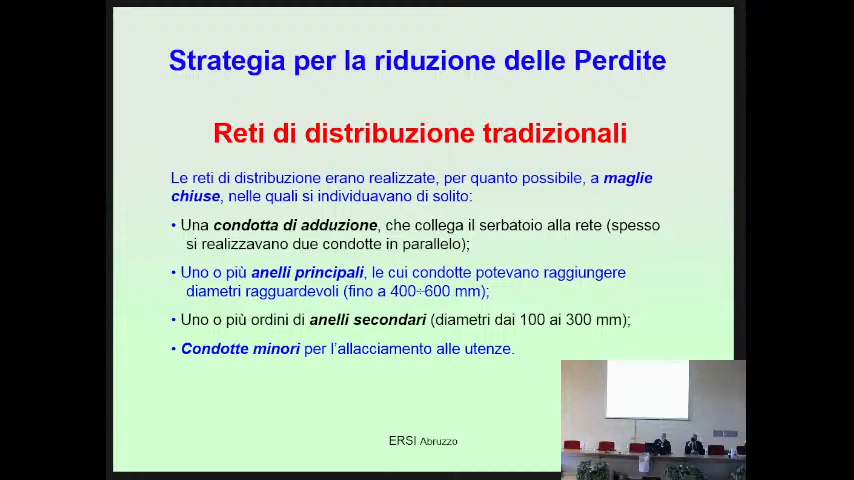 Strategia per la riduzione delle Perdite
Reti di distribuzione tradizionali
Le reti di distribuzione erano realizzate, per quanto possibile, a maglie
chiuse, nelle quali si individuavano di solito:
• Una condotta di adduzione, che collega il serbatoio alla rete (spesso
si realizzavano due condotte in parallelo);
• Uno o più anelli principali, le cui condotte potevano raggiungere
diametri ragguardevoli (fino a 400÷600 mm);
• Uno o più ordini di anelli secondari (diametri dai 100 ai 300 mm);
• Condotte minori per l'allacciamento alle utenze.
ERSI Abruzzo